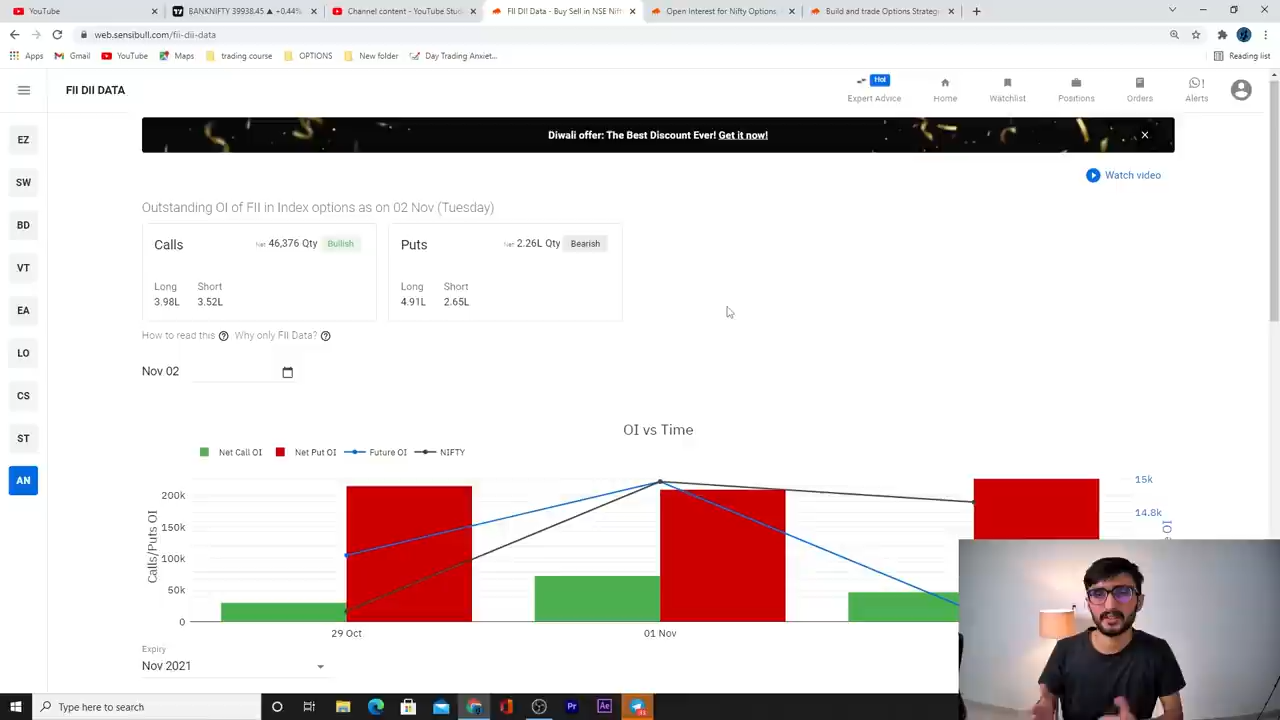 YouTube
BANKNIFTY 39938.45 ▲ +0.44%
Channel content - YouTube Stud
FII DII Data - Buy Sell in NSE Nift
Open Interest for Nifty Options,
Build and trade Options Strateg
web.sensibull.com/fii-dii-data
Apps
Gmail
YouTube
Maps
trading course
OPTIONS
New folder
Day Trading Anxiet...
Reading list
FII DII DATA
Hot
Expert Advice
Home
Watchlist
Positions
Orders
Alerts
EZ
SW
BD
VT
EA
LO
CS
ST
AN
Diwali offer: The Best Discount Ever! Get it now!
Watch video
Outstanding OI of FII in Index options as on 02 Nov (Tuesday)
Calls
Net 46,376 Qty Bullish
Long Short
3.98L 3.52L
Puts
Net 2.26L Qty Bearish
Long Short
4.91L 2.65L
How to read this ? Why only FII Data? ?
Nov 02
OI vs Time
Net Call OI Net Put OI Future OI NIFTY
Calls/Puts OI
200k
150k
100k
50k
0
15k
14.8k
29 Oct
01 Nov
Expiry
Nov 2021
Type here to search